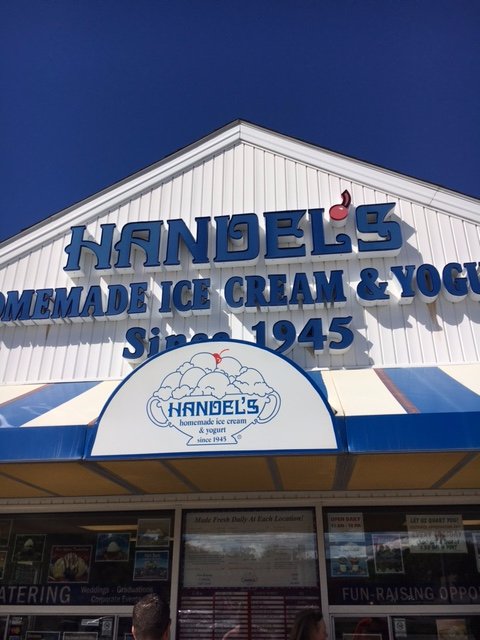 HANDEL'S
HOMEMADE ICE CREAM & YOGU
Since 1945
HANDEL'S
homemade ice cream
& yogurt
since 1945
Made Fresh Daily At Each Location!
OPEN DAILY
LET US QUART YOU!
ATERING
Weddings - Graduations
Corporate Events
FUN-RAISING OPPO